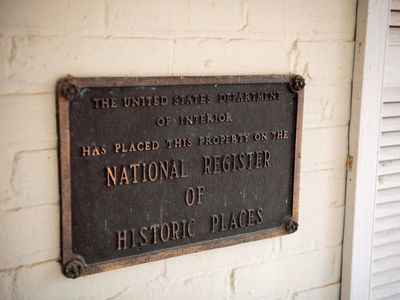 THE UNITED STATES DEPARTMENT
OF INTERIOR
HAS PLACED THIS PROPERTY ON THE
NATIONAL REGISTER
OF
HISTORIC PLACES